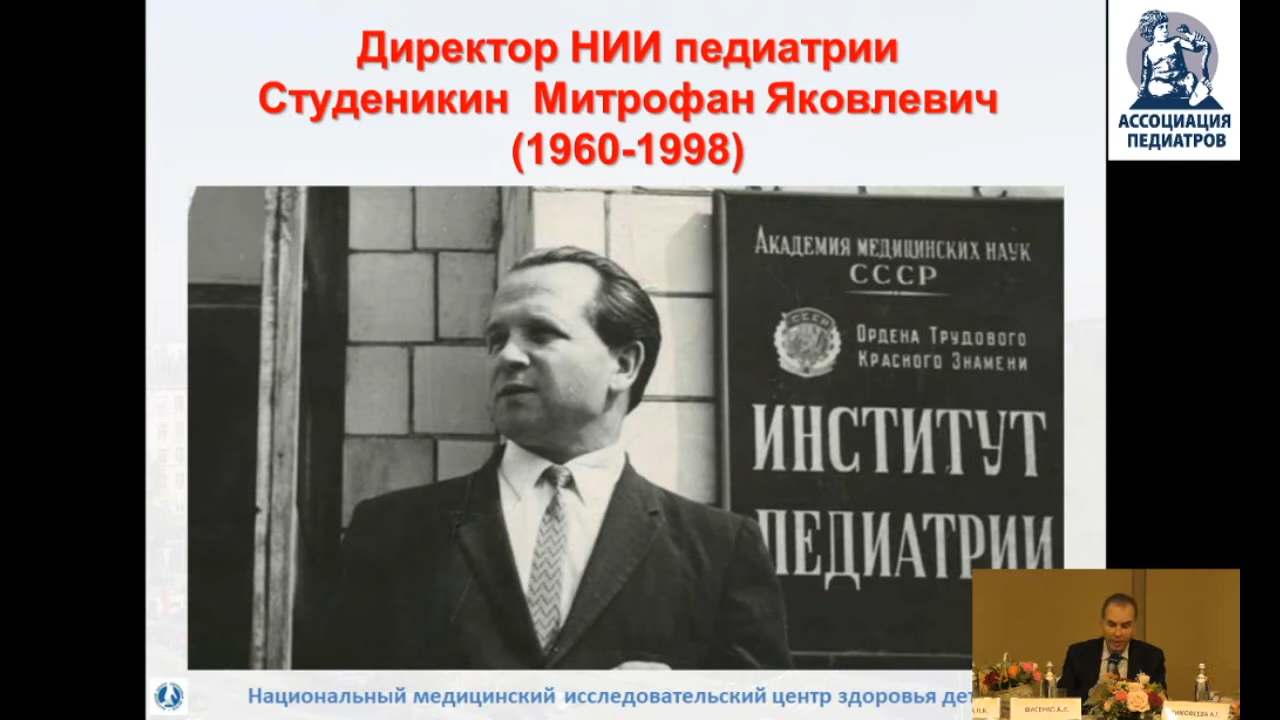 Директор НИИ педиатрии
Студеникин Митрофан Яковлевич
(1960-1998)
АССОЦИАЦИЯ
ПЕДИАТРОВ
АКАДЕМИЯ МЕДИЦИНСКИХ НАУК
СССР
СССР
ОРДЕНА ТРУДОВОГО
КРАСНОГО ЗНАМЕНИ
ИНСТИТУТ
ПЕДИАТРИИ
Национальный медицинский исследовательский центр здоровья дет